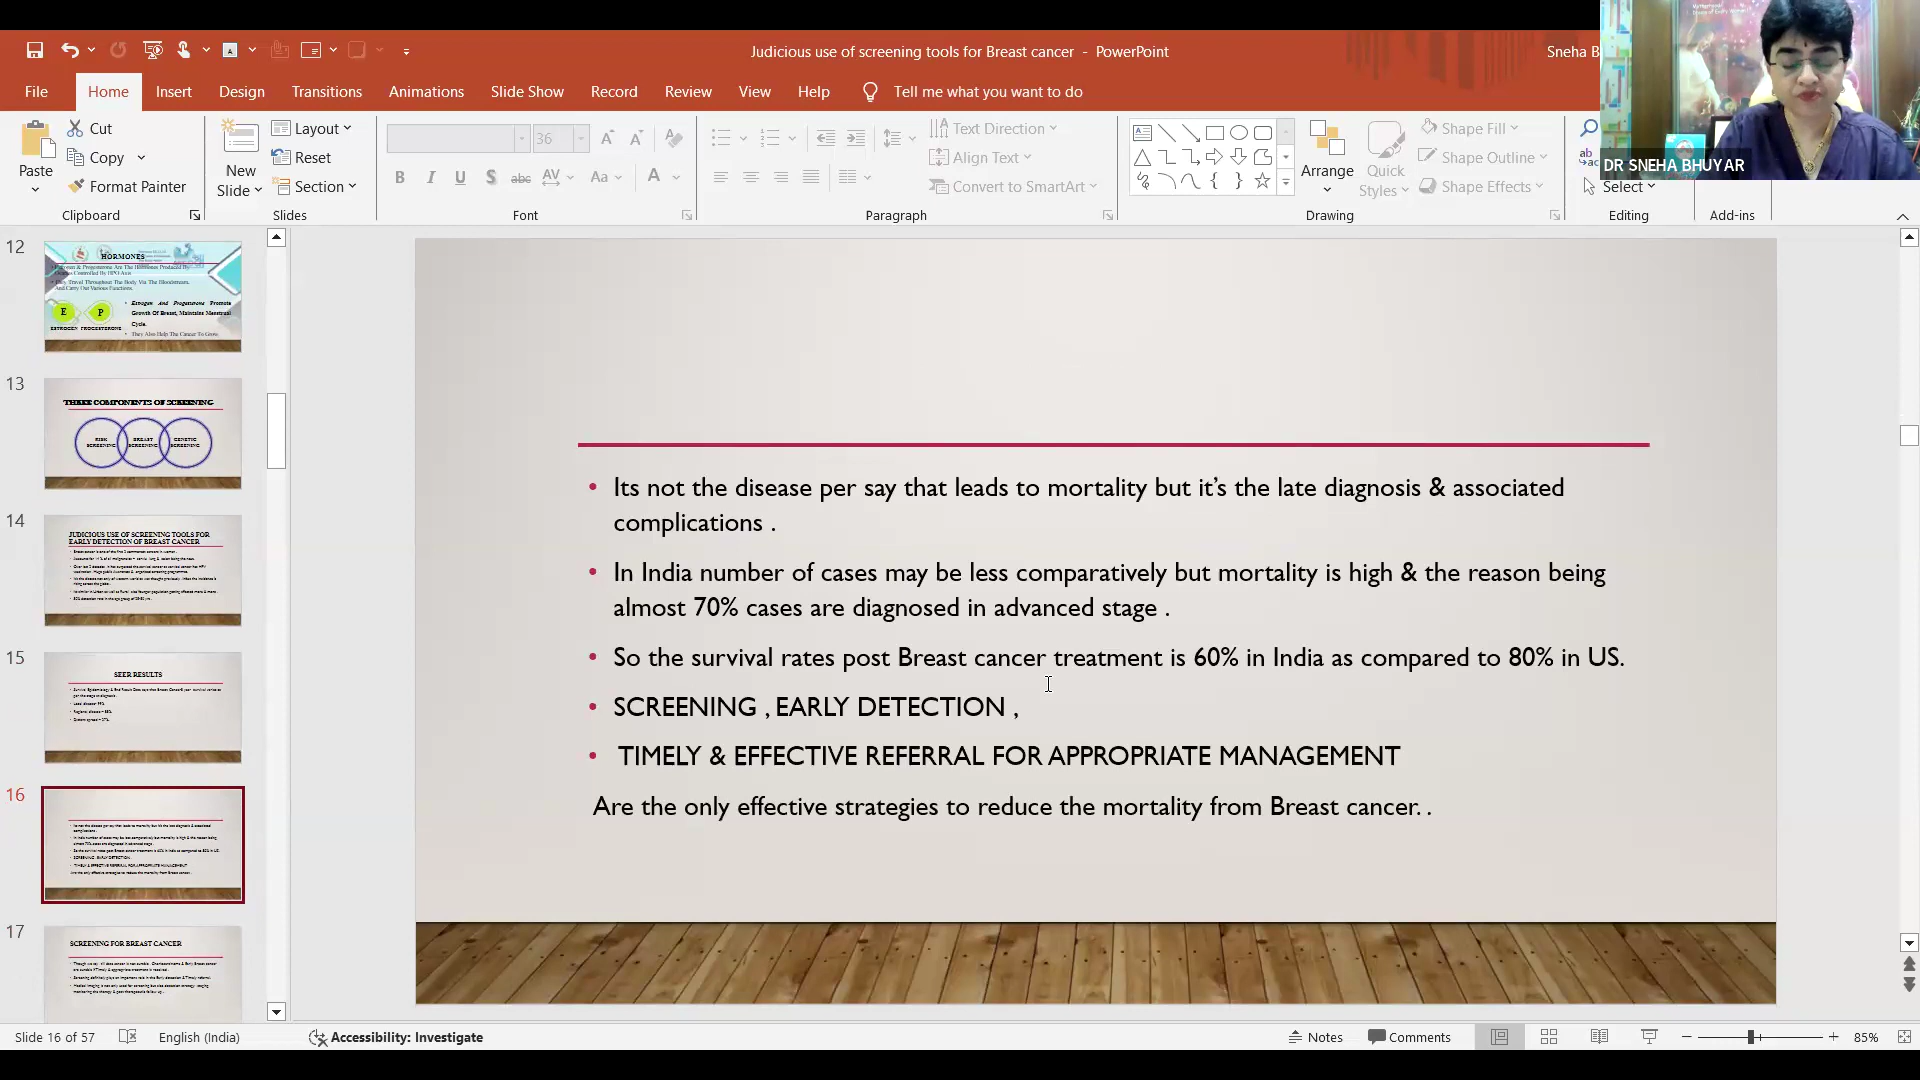 Judicious use of screening tools for Breast cancer - PowerPoint
Sneha B
File Home Insert Design Transitions Animations Slide Show Record Review View Help Tell me what you want to do
Cut
Copy
Format Painter
Paste
Clipboard
New
Slide
Layout
Reset
Section
Slides
36
Font
Text Direction
Align Text
Convert to SmartArt
Paragraph
Arrange
Quick
Styles
Shape Fill
Shape Outline
Shape Effects
Drawing
Select
Editing
Add-ins
DR SNEHA BHUYAR
12
HORMONES
E P
ESTROGEN PROGESTERONE
13
THREE COMPONENTS OF SCREENING
RISK SCREENING
BREAST SCREENING
GENETIC SCREENING
14
JUDICIOUS USE OF SCREENING TOOLS FOR
EARLY DETECTION OF BREAST CANCER
15
SEER RESULTS
16
17
SCREENING FOR BREAST CANCER
• Its not the disease per say that leads to mortality but it’s the late diagnosis & associated
complications .
• In India number of cases may be less comparatively but mortality is high & the reason being
almost 70% cases are diagnosed in advanced stage .
• So the survival rates post Breast cancer treatment is 60% in India as compared to 80% in US.
• SCREENING , EARLY DETECTION ,
• TIMELY & EFFECTIVE REFERRAL FOR APPROPRIATE MANAGEMENT
Are the only effective strategies to reduce the mortality from Breast cancer. .
Slide 16 of 57
English (India)
Accessibility: Investigate
Notes
Comments
85%